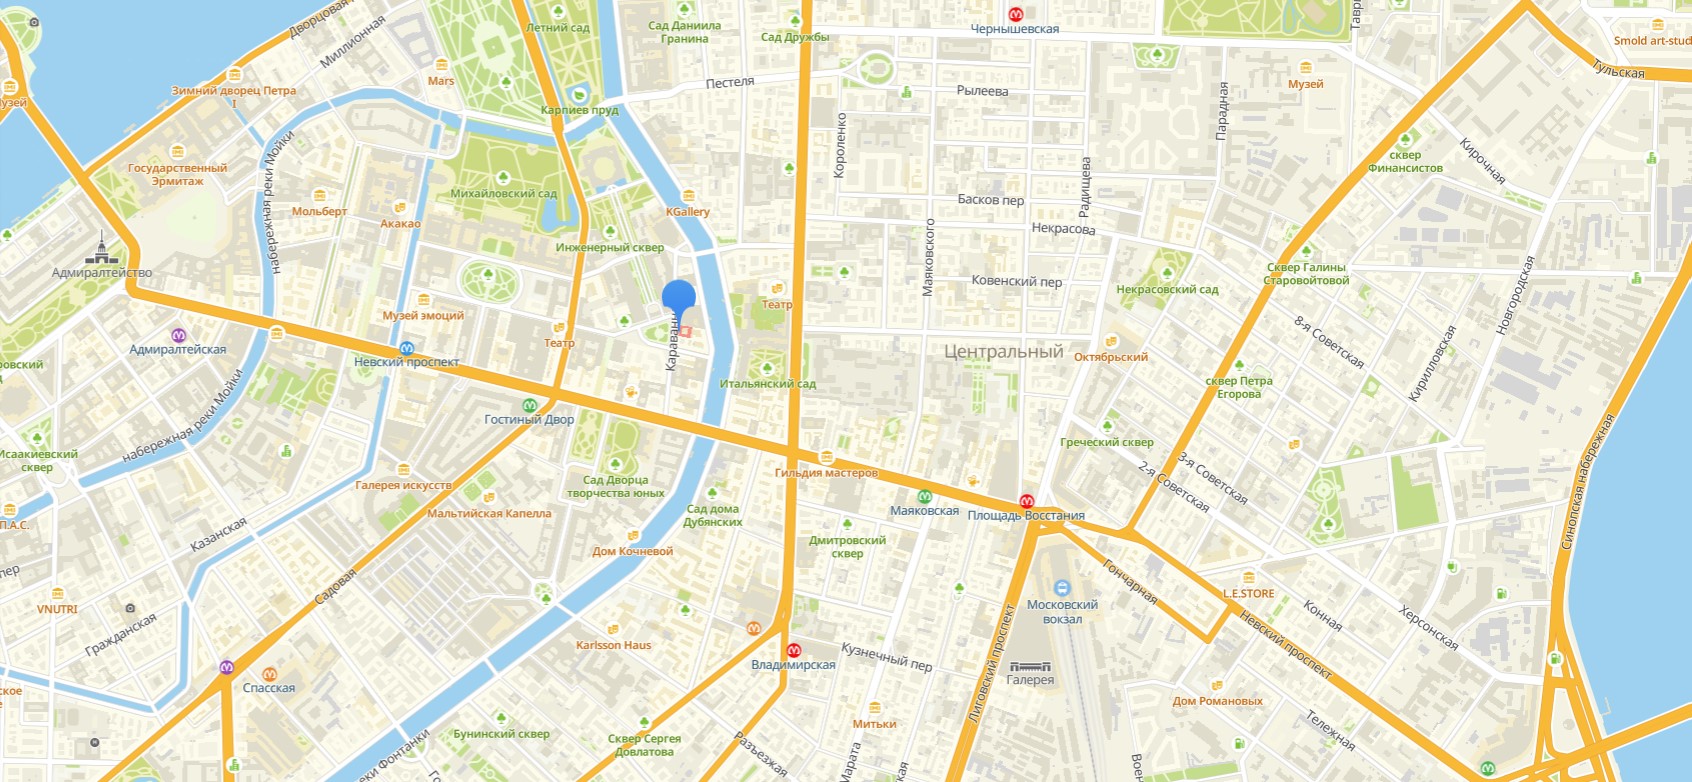 Дворцовая
Миллионная
Летний сад
Сад Даниила
Гранина
Сад Дружбы
Чернышевская
Smold art-stud
Тульская
Mars
Зимний дворец Петра
I
Карпиев пруд
Пестеля
Рылеева
Музей
Парадная
Короленко
Кирочная
сквер
Финансистов
набережная реки Мойки
Государственный
Эрмитаж
Михайловский сад
Мольберт
Акакао
KGallery
Басков пер
Радищева
Некрасова
Инженерный сквер
Маяковского
Адмиралтейство
Ковенский пер
Некрасовский сад
Сквер Галины
Старовойтовой
Новгородская
Театр
Музей эмоций
Театр
Караванн
8-я Советская
Кирилловская
Адмиралтейская
Невский проспект
Центральный
Октябрьский
Итальянский сад
сквер Петра
Егорова
Гостиный Двор
набережная реки Мойки
Исаакиевский
сквер
Греческий сквер
Гильдия мастеров
2-я Советская
3-я Советская
Синопская набережная
Галерея искусств
Сад Дворца
творчества юных
Мальтийская Капелла
Сад дома
Дубянских
Маяковская
Площадь Восстания
П.А.С.
Казанская
Дмитровский
сквер
Дом Кочневой
Гончарная
Садовая
VNUTRI
Московский
вокзал
L.E.STORE
Конная
Херсонская
Гражданская
Невский проспект
Karlsson Haus
Владимирская
Кузнечный пер
Лиговский проспект
Галерея
Спасская
Дом Романовых
Митьки
Бунинский сквер
Сквер Сергея
Довлатова
Разъезжая
Тележная
реки Фонтанки
Марата